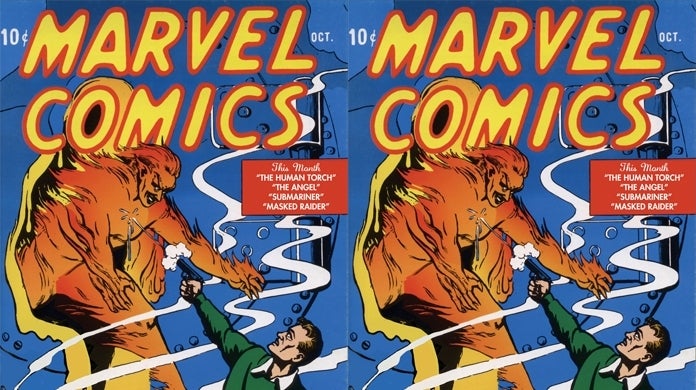 10¢
MARVEL
OCT.
COMICS
This Month
"THE HUMAN TORCH"
"THE ANGEL"
"SUBMARINER"
"MASKED RAIDER"
10¢
MARVEL
OCT.
COMICS
This Month
"THE HUMAN TORCH"
"THE ANGEL"
"SUBMARINER"
"MASKED RAIDER"